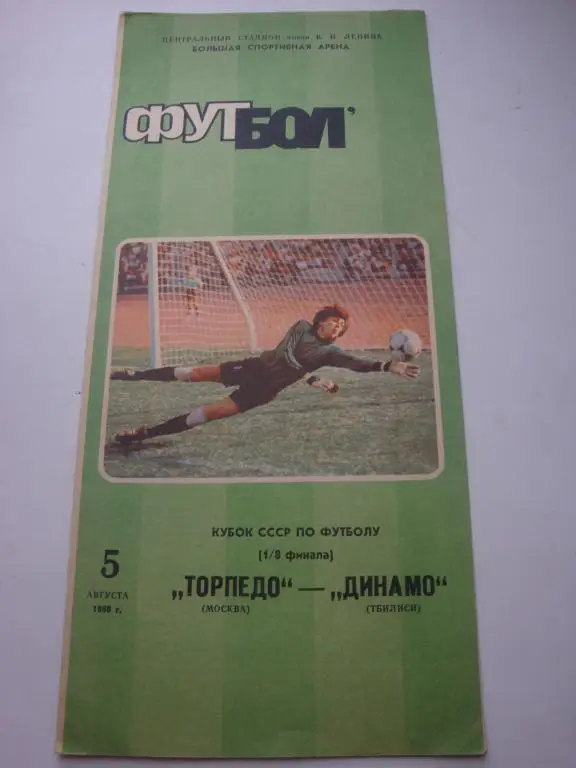 ЦЕНТРАЛЬНЫЙ СТАДИОН имени В. И. ЛЕНИНА
БОЛЬШАЯ СПОРТИВНАЯ АРЕНА
ФУТБОЛ’
КУБОК СССР ПО ФУТБОЛУ
(1/8 финала)
5
АВГУСТА
г.
„ТОРПЕДО“ — „ДИНАМО“
(МОСКВА) (ТБИЛИСИ)